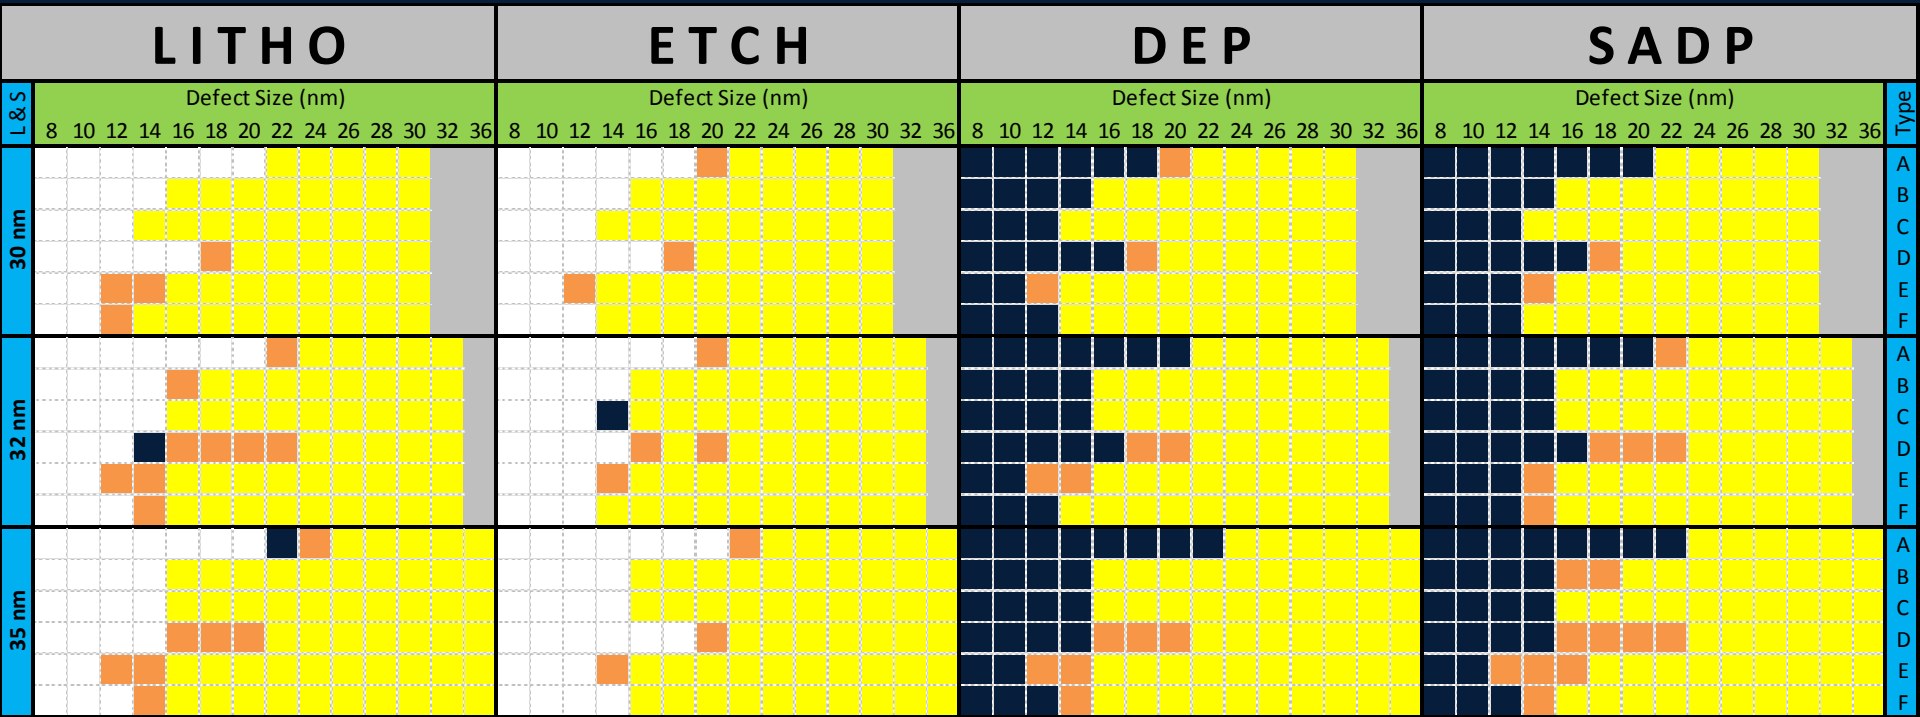 LITHO ETCH DEP SADP
L & S Defect Size (nm) Defect Size (nm) Defect Size (nm) Defect Size (nm) Type
8 10 12 14 16 18 20 22 24 26 28 30 32 36 8 10 12 14 16 18 20 22 24 26 28 30 32 36 8 10 12 14 16 18 20 22 24 26 28 30 32 36 8 10 12 14 16 18 20 22 24 26 28 30 32 36
30 nm
A
B
C
D
E
F
32 nm
A
B
C
D
E
F
35 nm
A
B
C
D
E
F